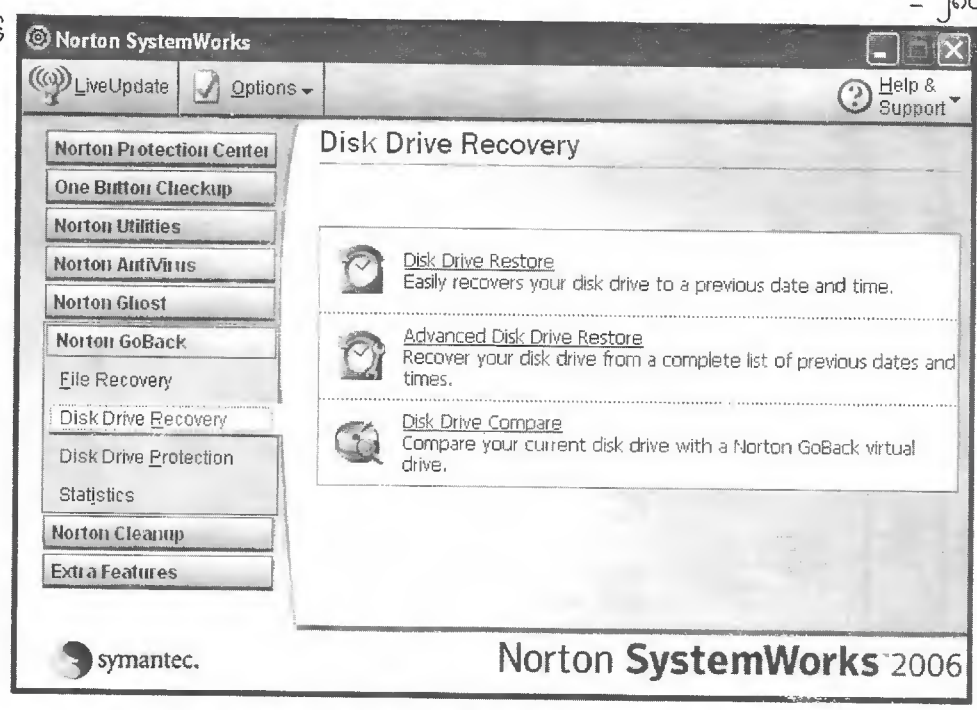 Norton SystemWorks
LiveUpdate
Options
Help &
Support
Norton Protection Center
One Button Checkup
Norton Utilities
Norton AntiVirus
Norton Ghost
Norton GoBack
File Recovery
Disk Drive Recovery
Disk Drive Protection
Statistics
Norton Cleanup
Extra Features
Disk Drive Recovery
Disk Drive Restore
Easily recovers your disk drive to a previous date and time.
Advanced Disk Drive Restore
Recover your disk drive from a complete list of previous dates and
times.
Disk Drive Compare
Compare your current disk drive with a Norton GoBack virtual
drive.
symantec.
Norton SystemWorks 2006